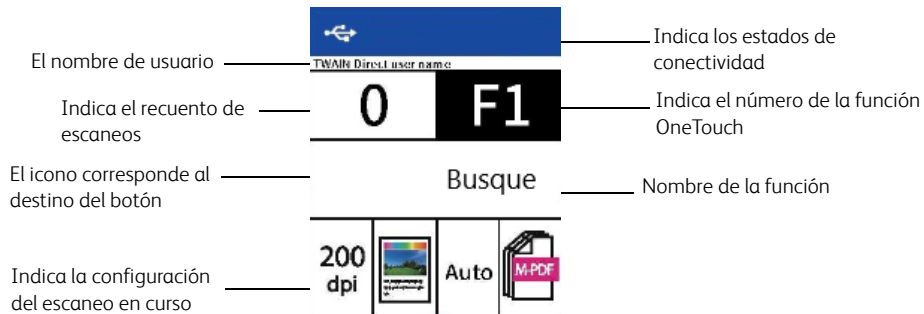 Indica los estados de
conectividad
El nombre de usuario
TWAIN Direct user name
Indica el recuento de
escaneos
0
F1
Indica el número de la función
OneTouch
El icono corresponde al
destino del botón
Busque
Nombre de la función
Indica la configuración
del escaneo en curso
200
dpi
Auto
M-PDF